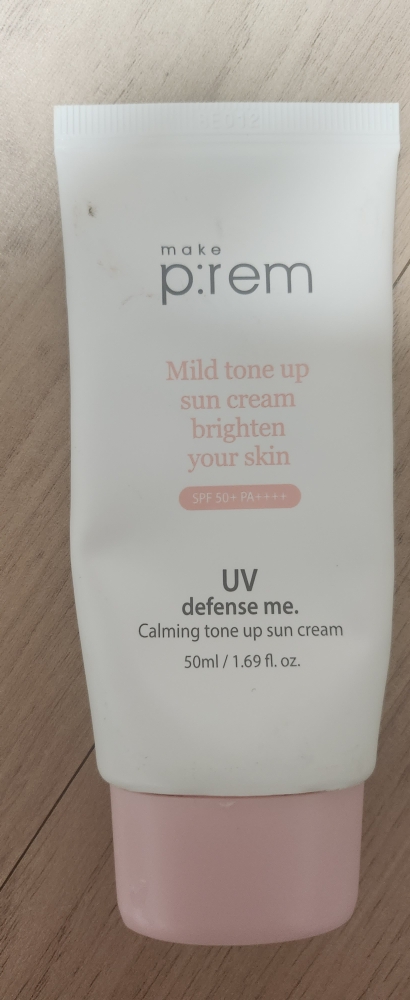 make
p:rem
Mild tone up
sun cream
brighten
your skin
SPF 50+ PA++++
UV
defense me.
Calming tone up sun cream
50ml / 1.69 fl. oz.